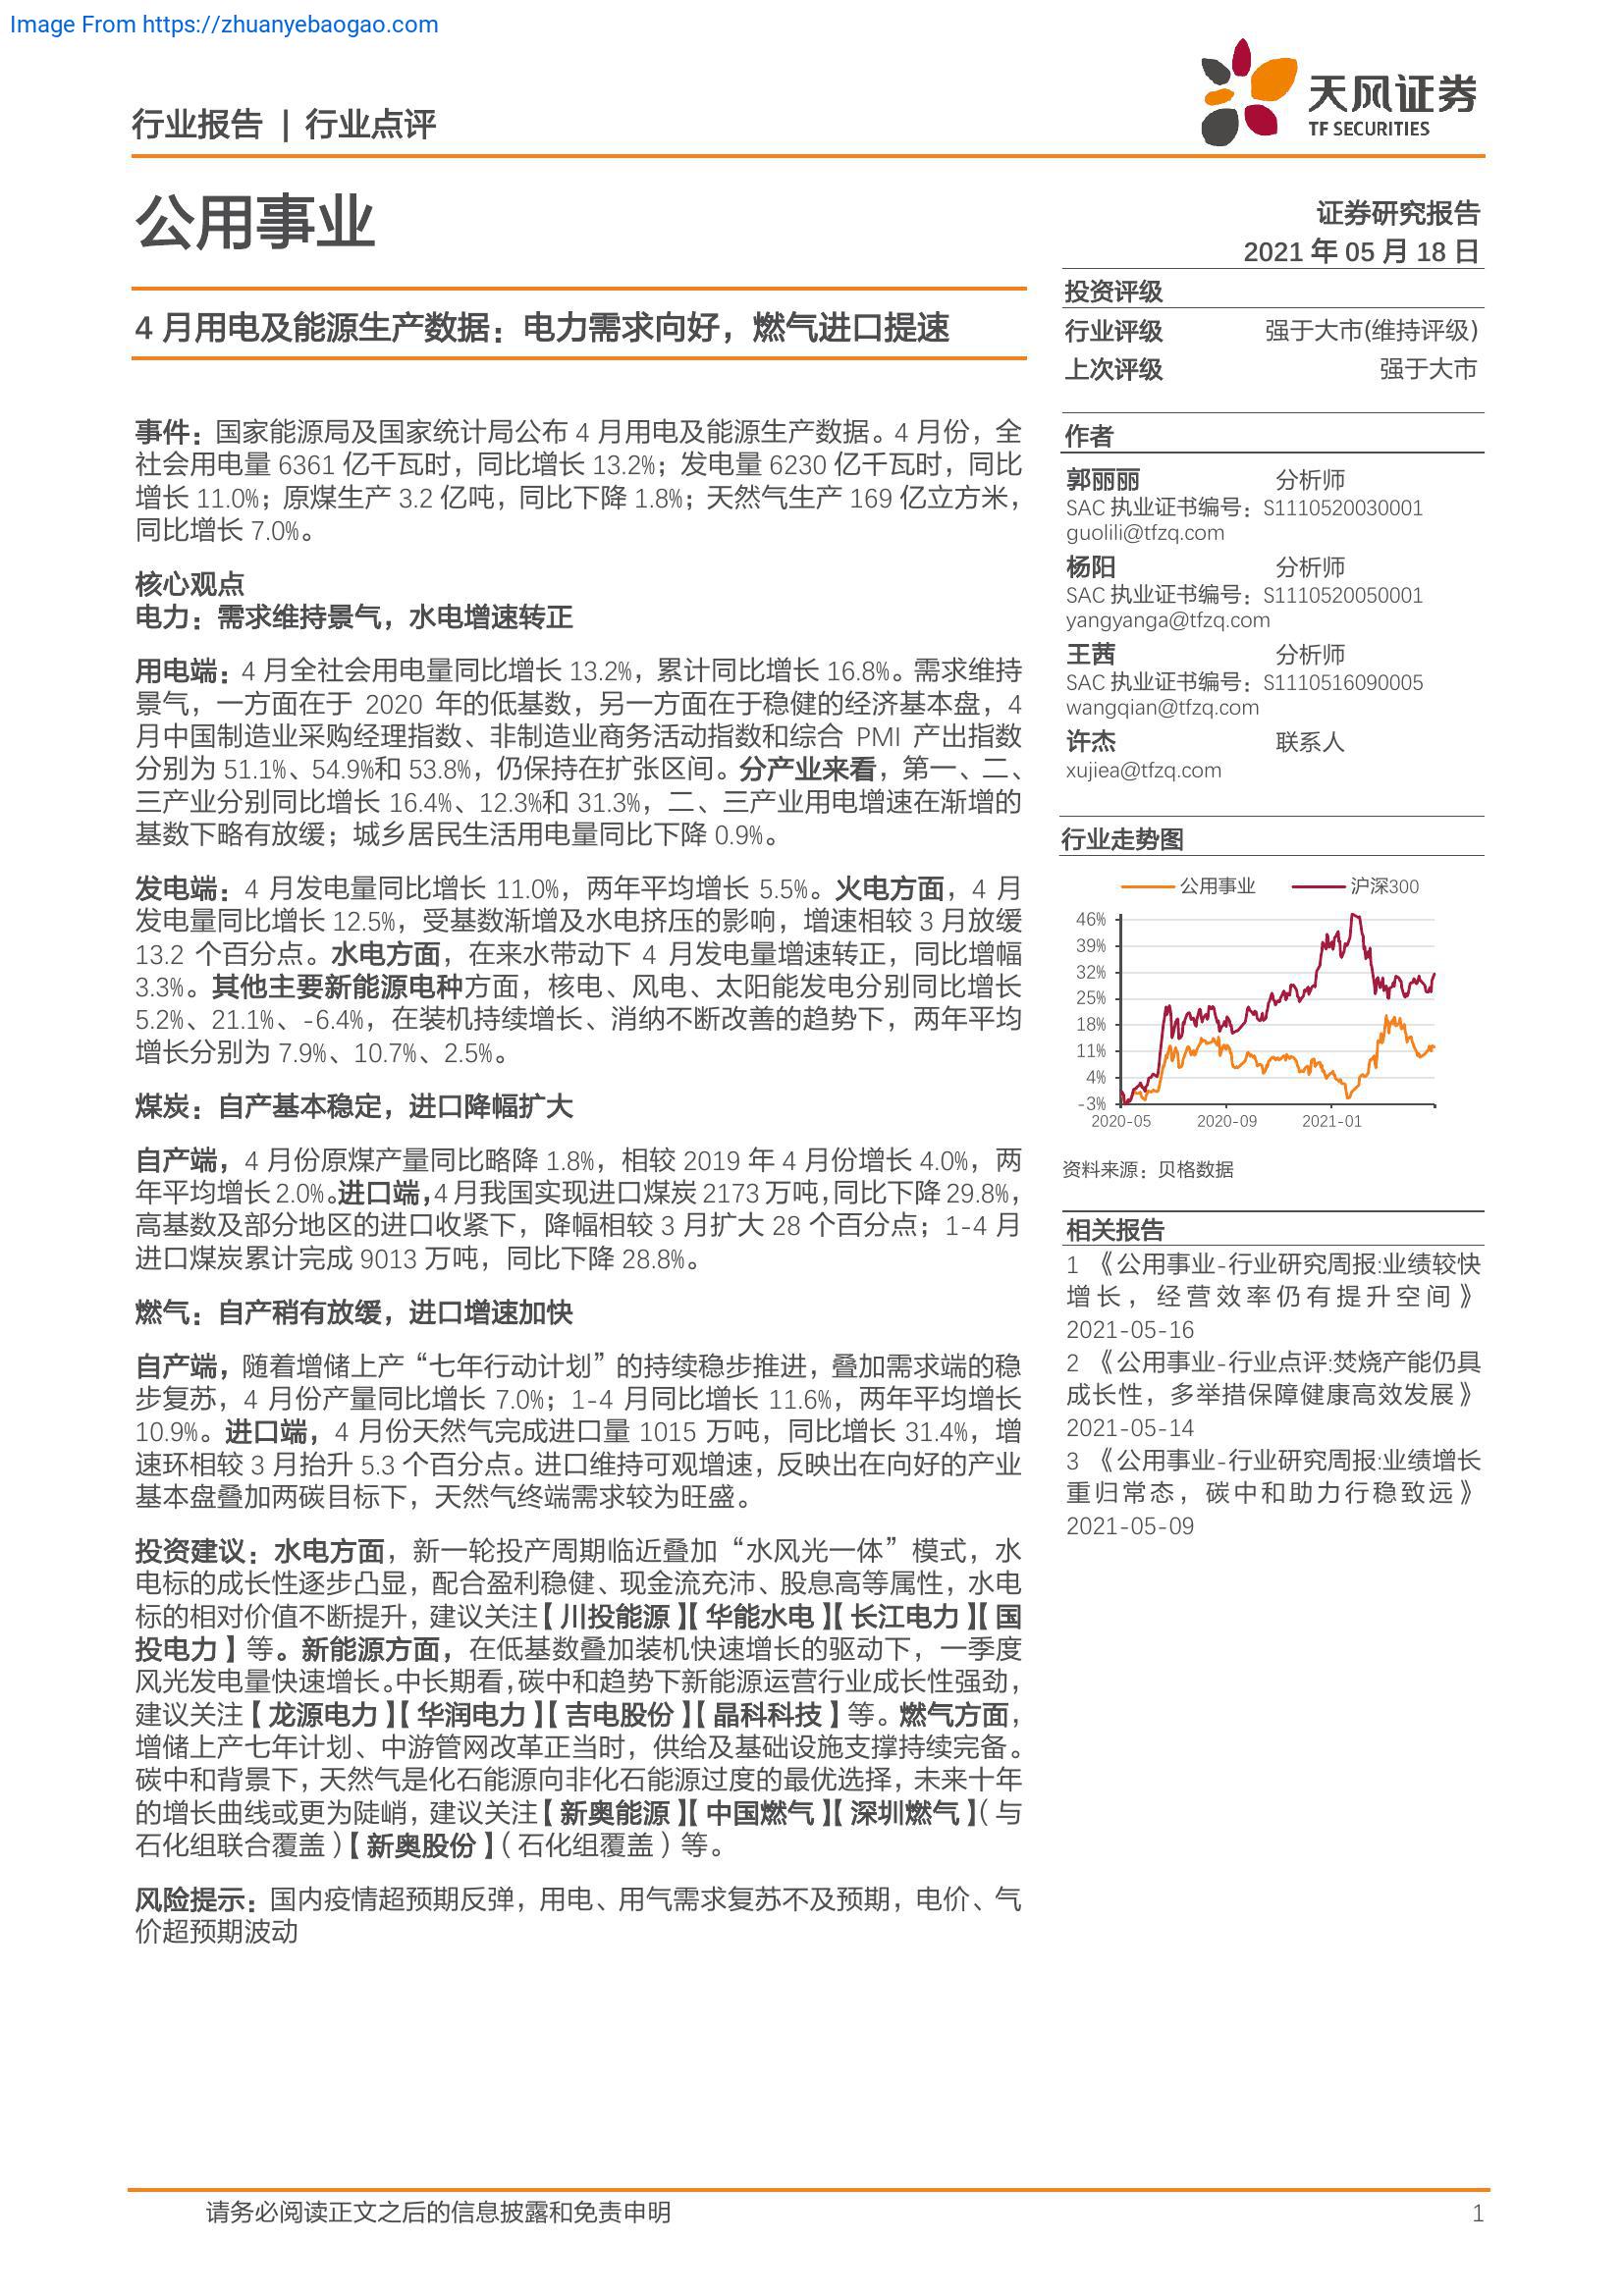 Image From https://zhuanyebaogao.com
行业报告 | 行业点评
天风证券
TF SECURITIES
公用事业
证券研究报告
2021 年 05 月 18 日
4 月用电及能源生产数据：电力需求向好，燃气进口提速
事件：国家能源局及国家统计局公布 4 月用电及能源生产数据。4 月份，全
社会用电量 6361 亿千瓦时，同比增长 13.2%；发电量 6230 亿千瓦时，同比
增长 11.0%；原煤生产 3.2 亿吨，同比下降 1.8%；天然气生产 169 亿立方米，
同比增长 7.0%。
核心观点
电力：需求维持景气，水电增速转正
用电端：4 月全社会用电量同比增长 13.2%，累计同比增长 16.8%。需求维持
景气，一方面在于 2020 年的低基数，另一方面在于稳健的经济基本盘，4
月中国制造业采购经理指数、非制造业商务活动指数和综合 PMI 产出指数
分别为 51.1%、54.9%和 53.8%，仍保持在扩张区间。分产业来看，第一、二、
三产业分别同比增长 16.4%、12.3%和 31.3%，二、三产业用电增速在渐增的
基数下略有放缓；城乡居民生活用电量同比下降 0.9%。
发电端：4 月发电量同比增长 11.0%，两年平均增长 5.5%。火电方面，4 月
发电量同比增长 12.5%，受基数渐增及水电挤压的影响，增速相较 3 月放缓
13.2 个百分点。水电方面，在来水带动下 4 月发电量增速转正，同比增幅
3.3%。其他主要新能源电种方面，核电、风电、太阳能发电分别同比增长
5.2%、21.1%、-6.4%，在装机持续增长、消纳不断改善的趋势下，两年平均
增长分别为 7.9%、10.7%、2.5%。
煤炭：自产基本稳定，进口降幅扩大
自产端，4 月份原煤产量同比略降 1.8%，相较 2019 年 4 月份增长 4.0%，两
年平均增长 2.0%。进口端，4 月我国实现进口煤炭 2173 万吨，同比下降 29.8%，
高基数及部分地区的进口收紧下，降幅相较 3 月扩大 28 个百分点；1-4 月
进口煤炭累计完成 9013 万吨，同比下降 28.8%。
燃气：自产稍有放缓，进口增速加快
自产端，随着增储上产“七年行动计划”的持续稳步推进，叠加需求端的稳
步复苏，4 月份产量同比增长 7.0%；1-4 月同比增长 11.6%，两年平均增长
10.9%。进口端，4 月份天然气完成进口量 1015 万吨，同比增长 31.4%，增
速环相较 3 月抬升 5.3 个百分点。进口维持可观增速，反映出在向好的产业
基本盘叠加两碳目标下，天然气终端需求较为旺盛。
投资建议：水电方面，新一轮投产周期临近叠加“水风光一体”模式，水
电标的成长性逐步凸显，配合盈利稳健、现金流充沛、股息高等属性，水电
标的相对价值不断提升，建议关注【川投能源】【华能水电】【长江电力】【国
投电力】等。新能源方面，在低基数叠加装机快速增长的驱动下，一季度
风光发电量快速增长。中长期看，碳中和趋势下新能源运营行业成长性强劲，
建议关注【龙源电力】【华润电力】【吉电股份】【晶科科技】等。燃气方面，
增储上产七年计划、中游管网改革正当时，供给及基础设施支撑持续完备。
碳中和背景下，天然气是化石能源向非化石能源过度的最优选择，未来十年
的增长曲线或更为陡峭，建议关注【新奥能源】【中国燃气】【深圳燃气】（与
石化组联合覆盖）【新奥股份】（石化组覆盖）等。
风险提示：国内疫情超预期反弹，用电、用气需求复苏不及预期，电价、气
价超预期波动
投资评级
行业评级 强于大市(维持评级)
上次评级 强于大市
作者
郭丽丽 分析师
SAC 执业证书编号：S1110520030001
guolili@tfzq.com
杨阳 分析师
SAC 执业证书编号：S1110520050001
yangyanga@tfzq.com
王茜 分析师
SAC 执业证书编号：S1110516090005
wangqian@tfzq.com
许杰 联系人
xujiea@tfzq.com
行业走势图
公用事业 沪深300
46%
39%
32%
25%
18%
11%
4%
-3%
2020-05 2020-09 2021-01
资料来源：贝格数据
相关报告
1 《公用事业-行业研究周报:业绩较快
增长，经营效率仍有提升空间》
2021-05-16
2 《公用事业-行业点评:焚烧产能仍具
成长性，多举措保障健康高效发展》
2021-05-14
3 《公用事业-行业研究周报:业绩增长
重归常态，碳中和助力行稳致远》
2021-05-09
请务必阅读正文之后的信息披露和免责申明 1